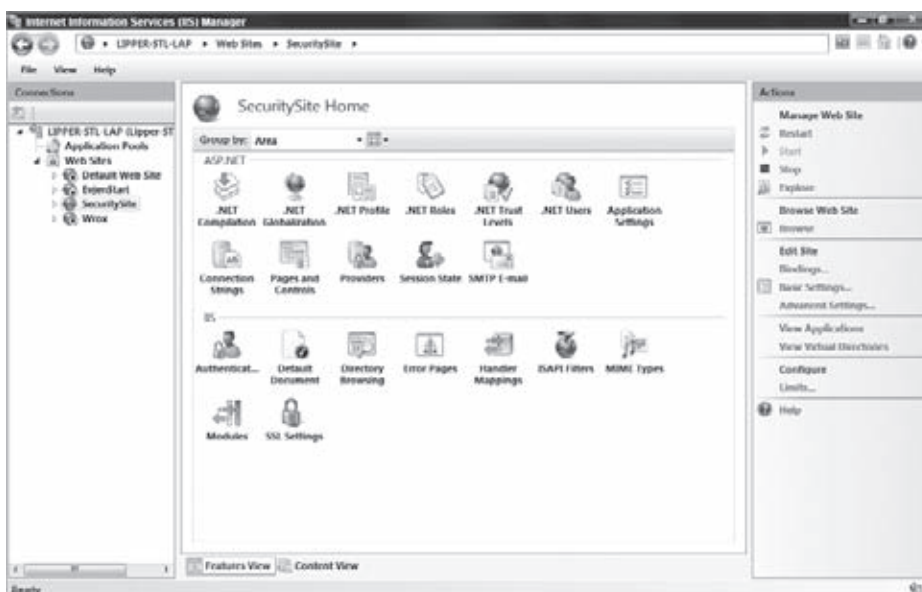 Internet Information Services (IIS) Manager
LIPPER-STL-LAP Web Sites SecuritySite
File View Help
Connections
LIPPER-STL-LAP (Lipper-ST
Application Pools
Web Sites
Default Web Site
SecuritySite
Wrox
SecuritySite Home
Group by: Area
ASP.NET
.NET Compilation
.NET Globalization
.NET Profile
.NET Roles
.NET Trust Levels
.NET Users
Application Settings
Connection Strings
Pages and Controls
Providers
Session State
SMTP E-mail
IIS
Authenticat...
Default Document
Directory Browsing
Error Pages
Handler Mappings
ISAPI Filters
MIME Types
Modules
SSL Settings
Features View
Content View
Ready
Actions
Manage Web Site
Restart
Start
Stop
Explore
Browse Web Site
Browse
Edit Site
Bindings...
Basic Settings...
Advanced Settings...
View Applications
View Virtual Directories
Configure
Limits...
Help